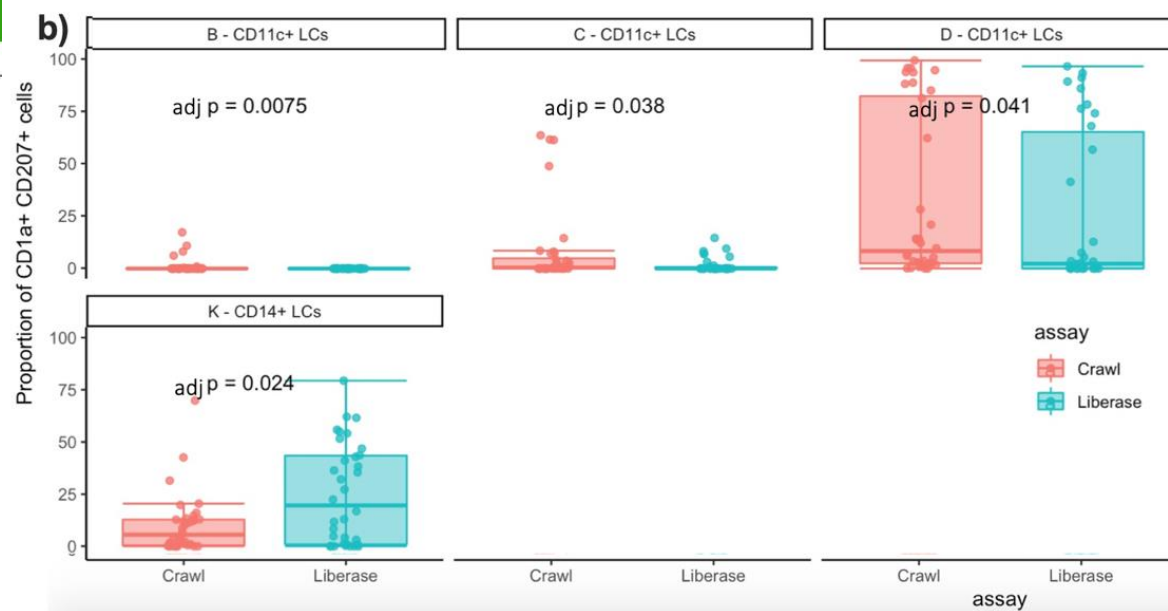 b)
B - CD11c+ LCs
C - CD11c+ LCs
D - CD11c+ LCs
Proportion of CD1a+ CD207+ cells
100
75
50
25
0
adj p = 0.0075
adj p = 0.038
adj p = 0.041
K - CD14+ LCs
100
75
50
25
0
adj p = 0.024
assay
Crawl
Liberase
Crawl
Liberase
Crawl
Liberase
Crawl
Liberase
assay